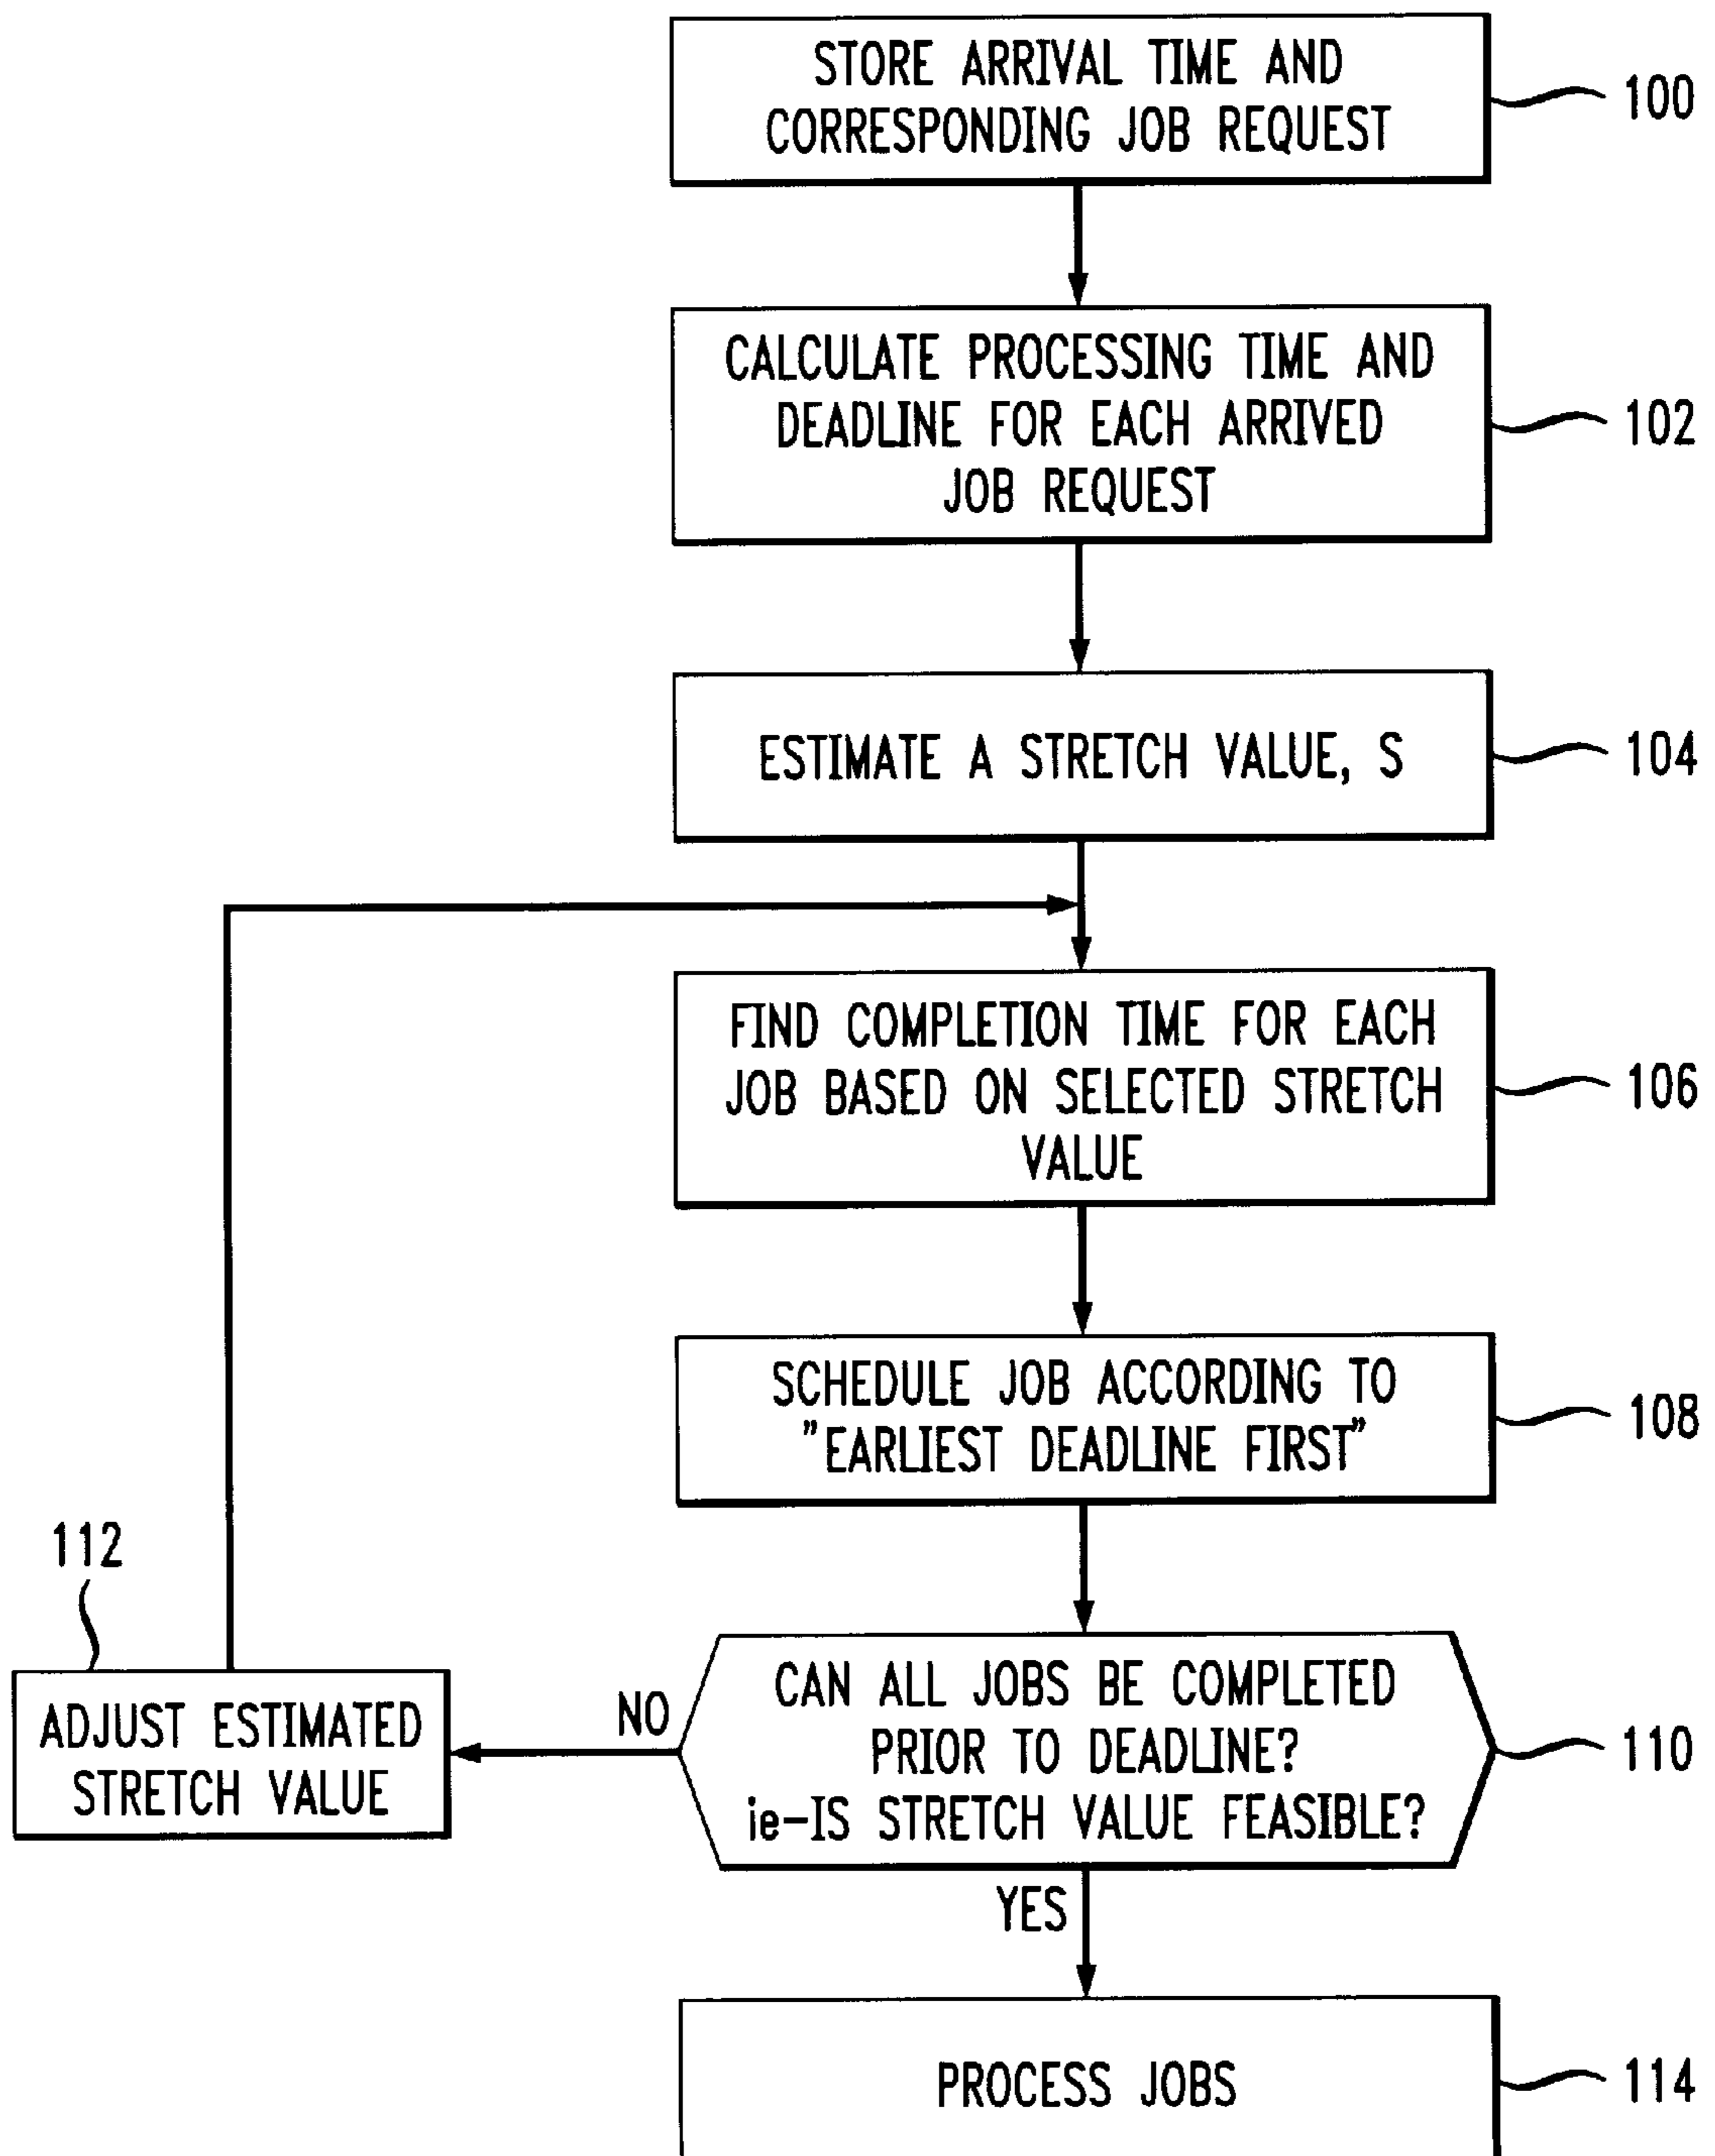 STORE ARRIVAL TIME AND
CORRESPONDING JOB REQUEST
100
CALCULATE PROCESSING TIME AND
DEADLINE FOR EACH ARRIVED
JOB REQUEST
102
ESTIMATE A STRETCH VALUE, S
104
FIND COMPLETION TIME FOR EACH
JOB BASED ON SELECTED STRETCH
VALUE
106
SCHEDULE JOB ACCORDING TO
"EARLIEST DEADLINE FIRST"
108
CAN ALL JOBS BE COMPLETED
PRIOR TO DEADLINE?
ie-IS STRETCH VALUE FEASIBLE?
110
NO
112
ADJUST ESTIMATED
STRETCH VALUE
YES
PROCESS JOBS
114